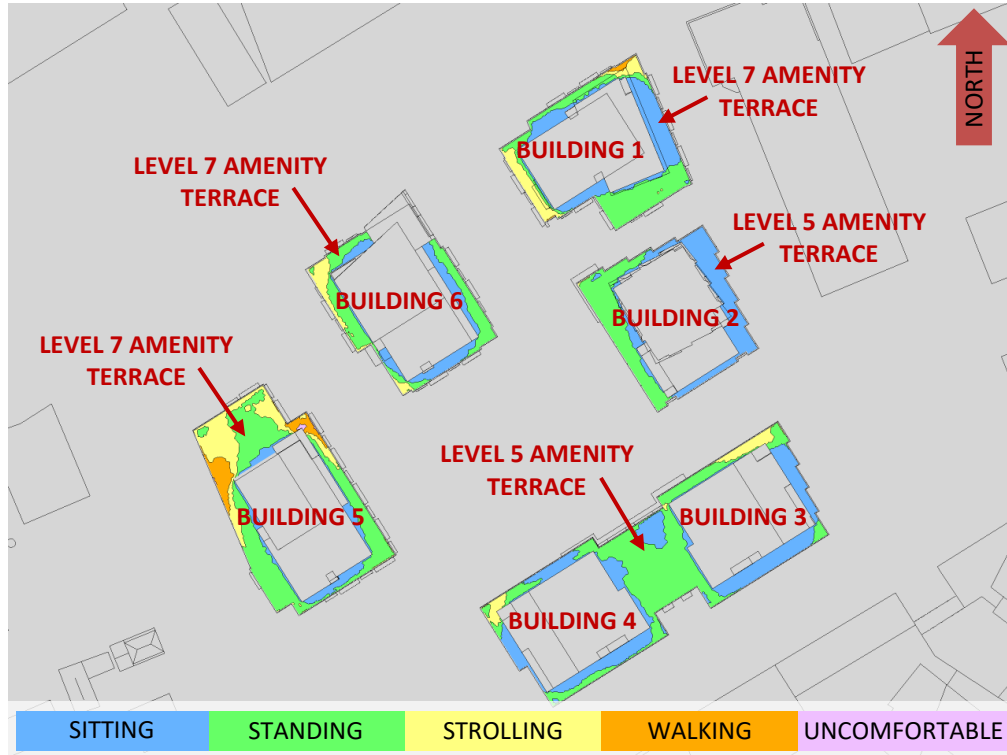 NORTH
LEVEL 7 AMENITY
TERRACE
BUILDING 1
LEVEL 7 AMENITY
TERRACE
LEVEL 5 AMENITY
TERRACE
BUILDING 6
BUILDING 2
LEVEL 7 AMENITY
TERRACE
LEVEL 5 AMENITY
TERRACE
BUILDING 5
BUILDING 3
BUILDING 4
SITTING
STANDING
STROLLING
WALKING
UNCOMFORTABLE